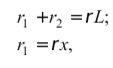 r₁ + r₂ = rL;
r₁ = rx,